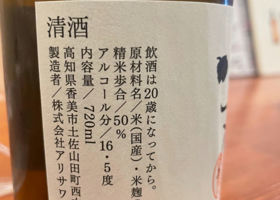 清酒
飲酒は20歳になってから。
原材料名/米(国産)・米麹
精米歩合/50%
アルコール分/16・5度
内容量/720ml
高知県香美市土佐山田町西
製造者/株式会社アリサワ